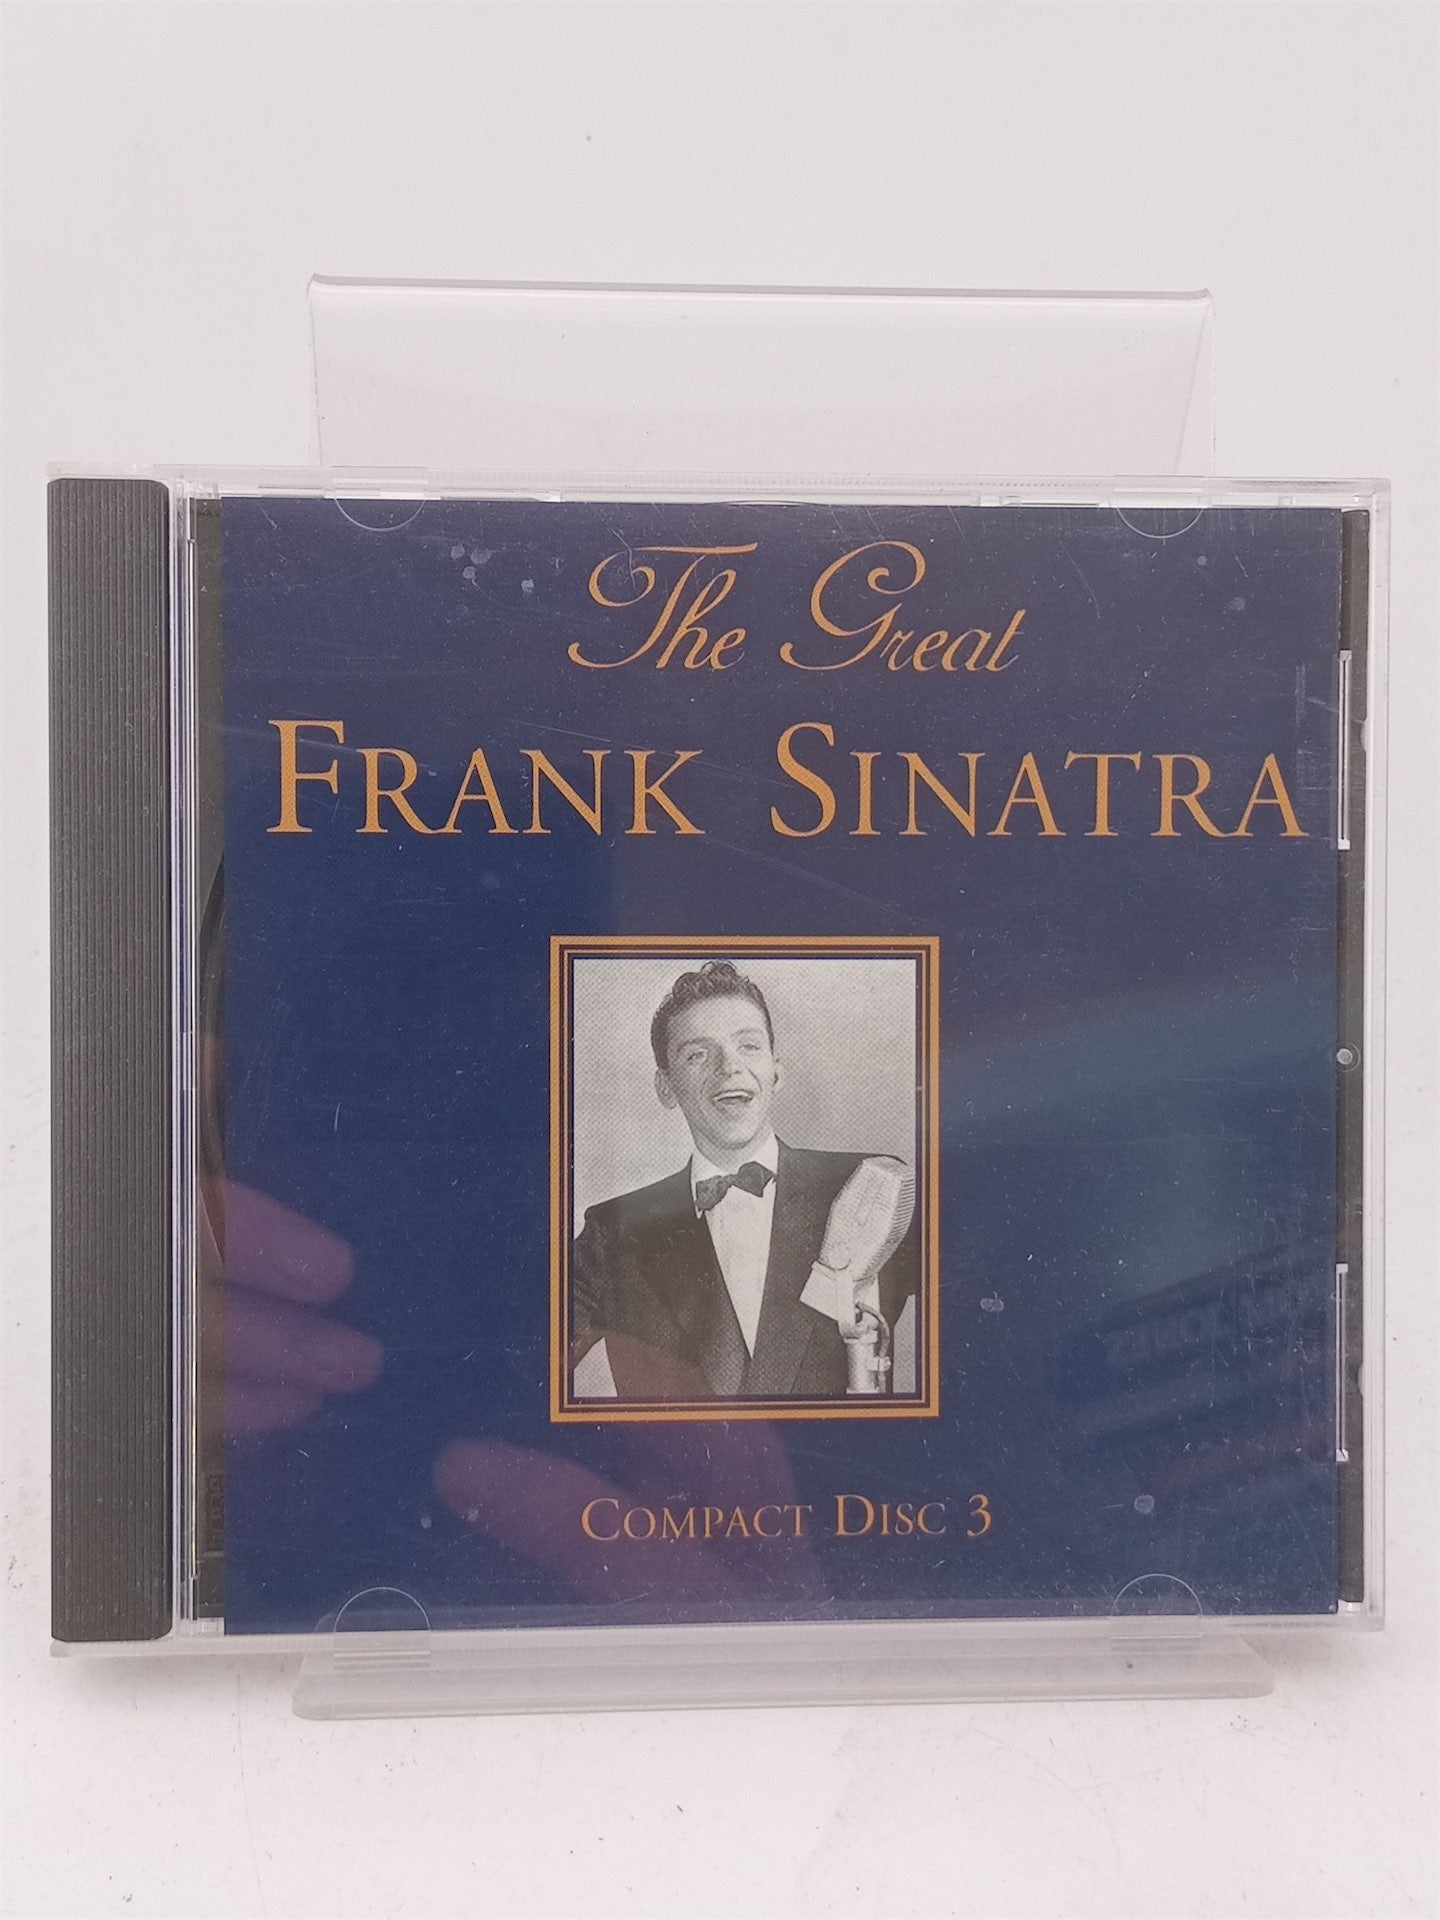 The Great
FRANK SINATRA
COMPACT DISC 3